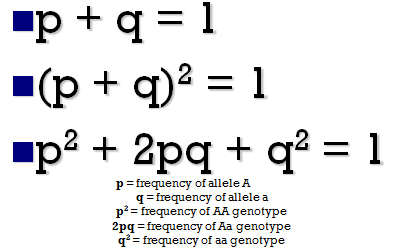 p + q = 1
(p + q)² = 1
p² + 2pq + q² = 1
p = frequency of allele A
q = frequency of allele a
p² = frequency of AA genotype
2pq = frequency of Aa genotype
q² = frequency of aa genotype